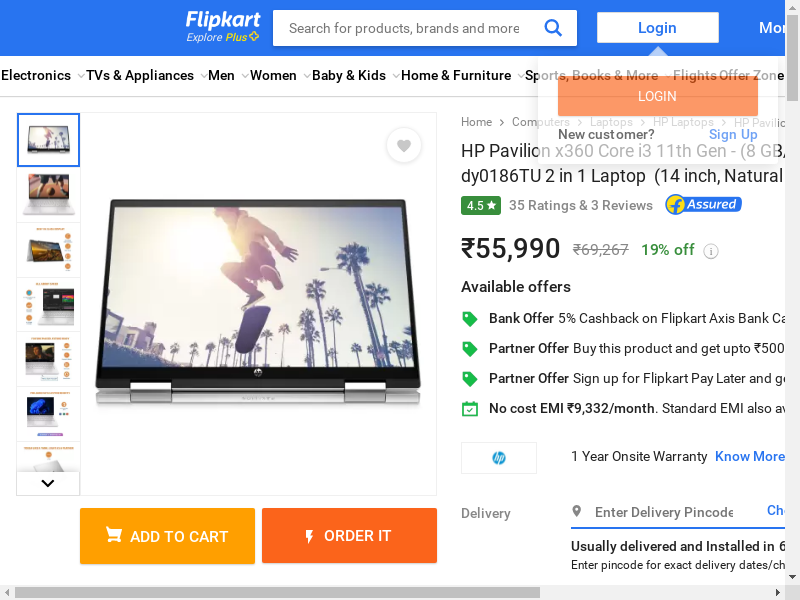 Flipkart
Explore Plus
Search for products, brands and more
Login
Electronics
TVs & Appliances
Men
Women
Baby & Kids
Home & Furniture
Sports, Books & More
Flights
Offer Zone
LOGIN
New customer?
Sign Up
Home
Computers
Laptops
HP Laptops
HP Pavilion x360 Core i3 11th Gen - (8 GB/
dy0186TU 2 in 1 Laptop (14 inch, Natural
4.5
35 Ratings & 3 Reviews
Assured
₹55,990
₹69,267
19% off
Available offers
Bank Offer 5% Cashback on Flipkart Axis Bank
Partner Offer Buy this product and get upto ₹500
Partner Offer Sign up for Flipkart Pay Later and
No cost EMI ₹9,332/month. Standard EMI also
hp
1 Year Onsite Warranty
Know More
Delivery
Enter Delivery Pincode
Usually delivered and Installed in 6
Enter pincode for exact delivery dates/
ADD TO CART
ORDER IT